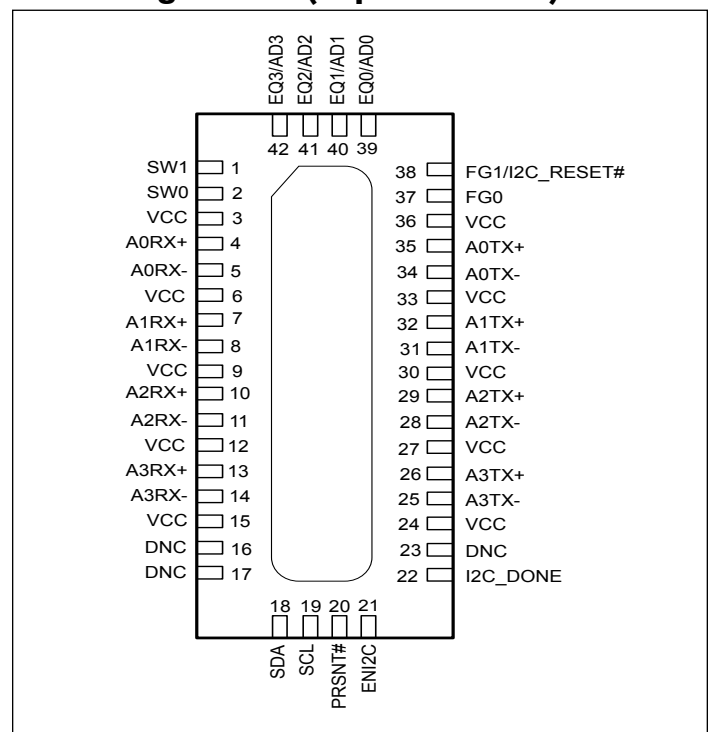 EQ3/AD3
EQ2/AD2
EQ1/AD1
EQ0/AD0
42 41 40 39
SW1 1
SW0 2
VCC 3
A0RX+ 4
A0RX- 5
VCC 6
A1RX+ 7
A1RX- 8
VCC 9
A2RX+ 10
A2RX- 11
VCC 12
A3RX+ 13
A3RX- 14
VCC 15
DNC 16
DNC 17
38 FG1/I2C_RESET#
37 FG0
36 VCC
35 A0TX+
34 A0TX-
33 VCC
32 A1TX+
31 A1TX-
30 VCC
29 A2TX+
28 A2TX-
27 VCC
26 A3TX+
25 A3TX-
24 VCC
23 DNC
22 I2C_DONE
18 19 20 21
SDA
SCL
PRSNT#
ENI2C